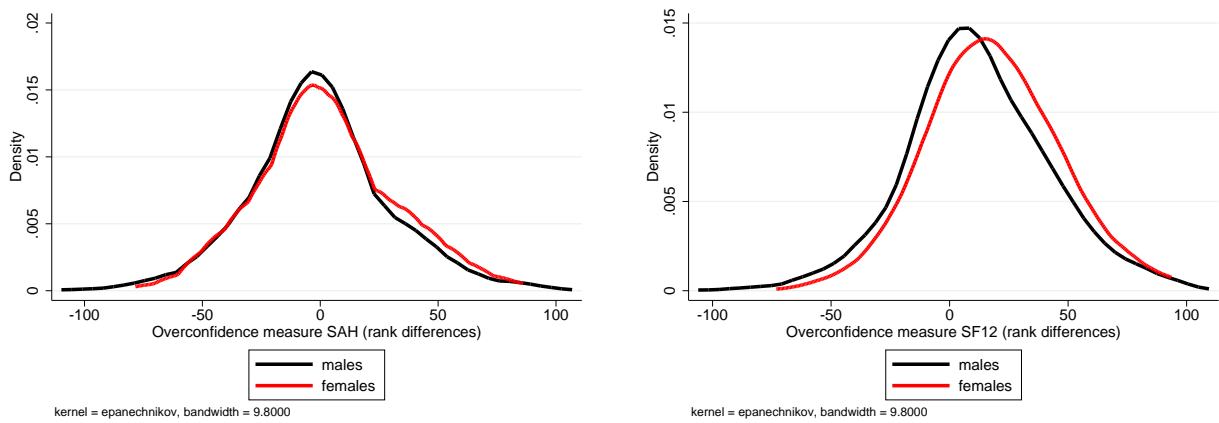 .02
.015
.01
.005
0
Density
-100 -50 0 50 100
Overconfidence measure SAH (rank differences)
males
females
kernel = epanechnikov, bandwidth = 9.8000
.015
.01
.005
0
Density
-100 -50 0 50 100
Overconfidence measure SF12 (rank differences)
males
females
kernel = epanechnikov, bandwidth = 9.8000